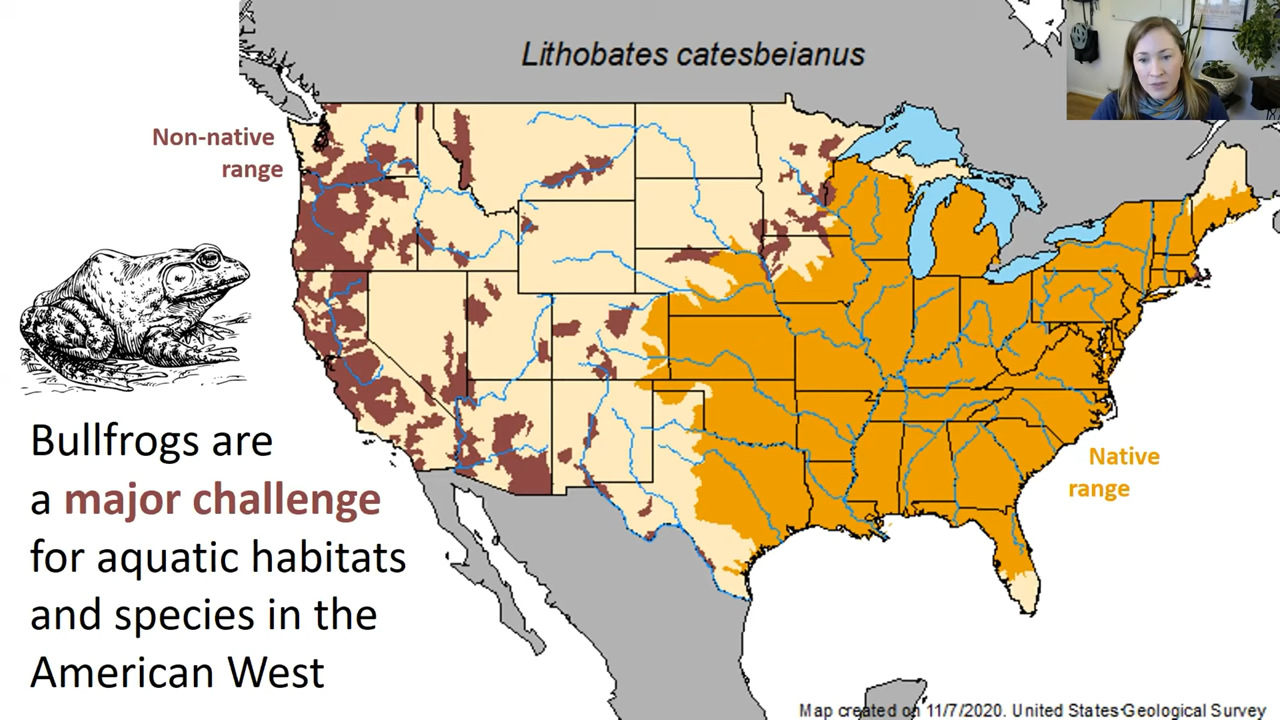 Lithobates catesbeianus
Non-native
range
Bullfrogs are
a major challenge
for aquatic habitats
and species in the
American West
Native
range
Map created on 11/7/2020. United States Geological Survey